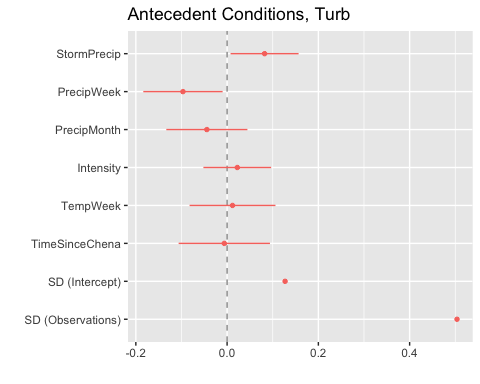 Antecedent Conditions, Turb
StormPrecip
PrecipWeek
PrecipMonth
Intensity
TempWeek
TimeSinceChena
SD (Intercept)
SD (Observations)
-0.2 0.0 0.2 0.4